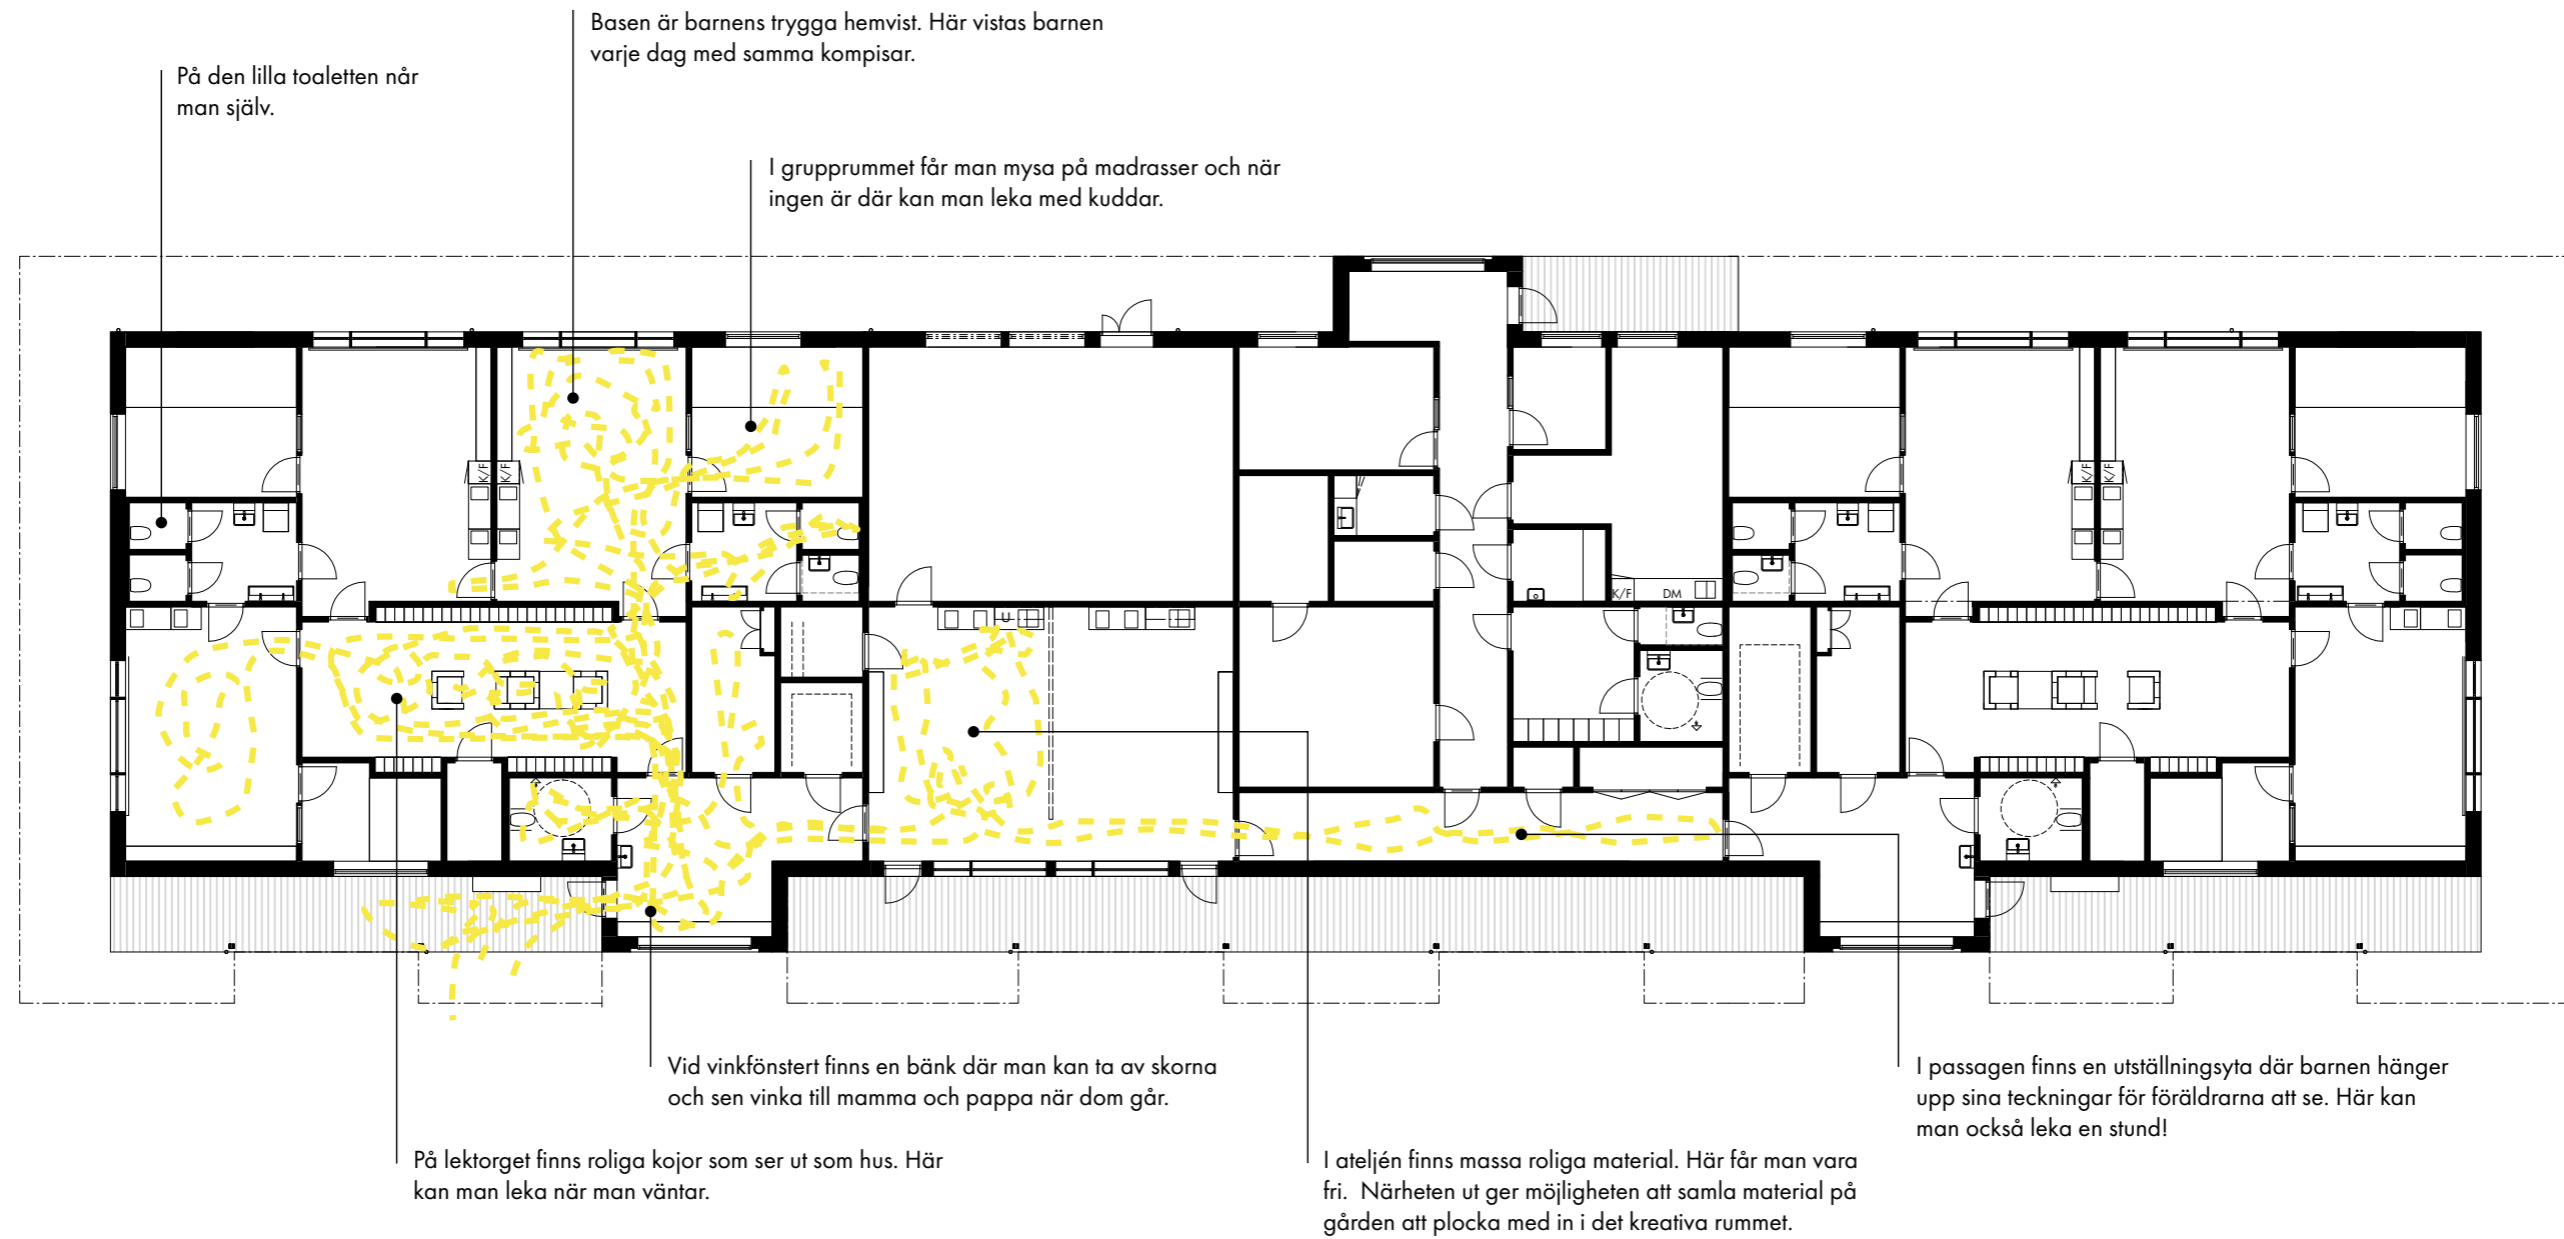 Basen är barnens trygga hemvist. Här vistas barnen
varje dag med samma kompisar.
På den lilla toaletten når
man själv.
I grupprummet får man mysa på madrasser och när
ingen är där kan man leka med kuddar.
K/F
K/F
K/F
K/F
K/F
DM
U
Vid vinkfönstert finns en bänk där man kan ta av skorna
och sen vinka till mamma och pappa när dom går.
I passagen finns en utställningsyta där barnen hänger
upp sina teckningar för föräldrarna att se. Här kan
man också leka en stund!
På lektorget finns roliga kojor som ser ut som hus. Här
kan man leka när man väntar.
I ateljén finns massa roliga material. Här får man vara
fri.  Närheten ut ger möjligheten att samla material på
gården att plocka med in i det kreativa rummet.